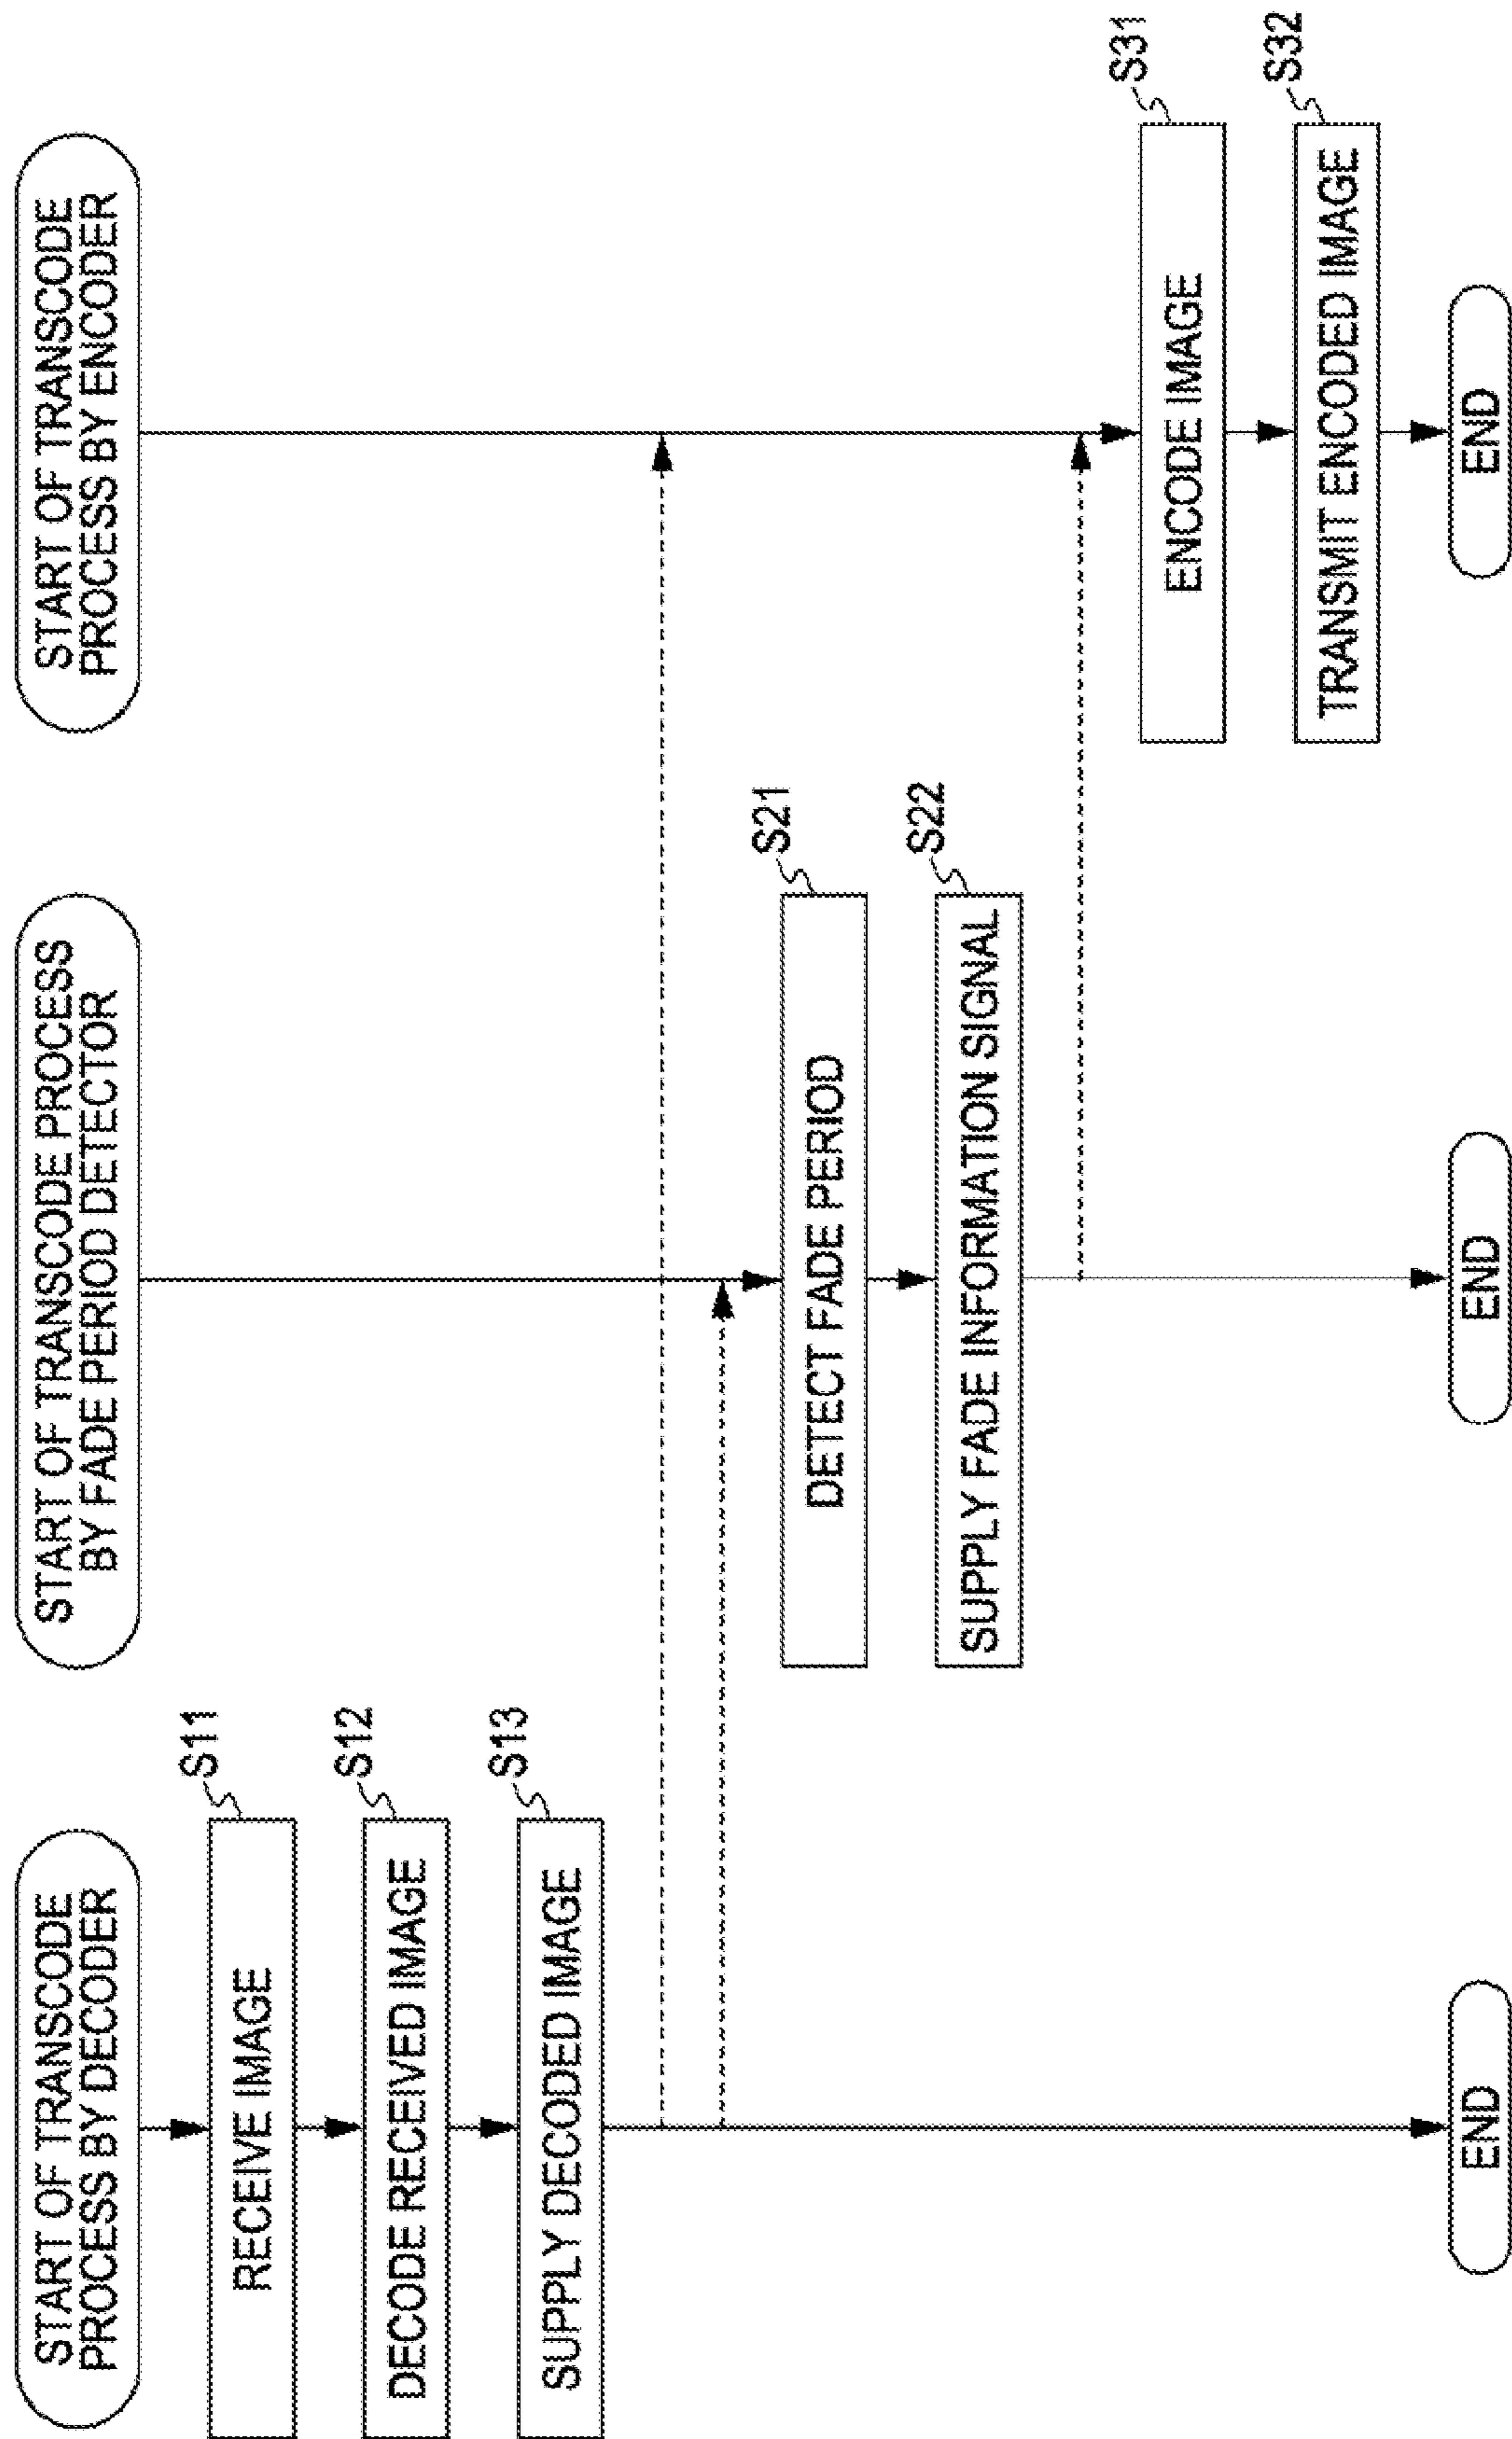 START OF TRANSCODE
PROCESS BY DECODER
RECEIVE IMAGE
S11
DECODE RECEIVED IMAGE
S12
SUPPLY DECODED IMAGE
S13
END
START OF TRANSCODE PROCESS
BY FADE PERIOD DETECTOR
DETECT FADE PERIOD
S21
SUPPLY FADE INFORMATION SIGNAL
S22
END
START OF TRANSCODE
PROCESS BY ENCODER
ENCODE IMAGE
S31
TRANSMIT ENCODED IMAGE
S32
END